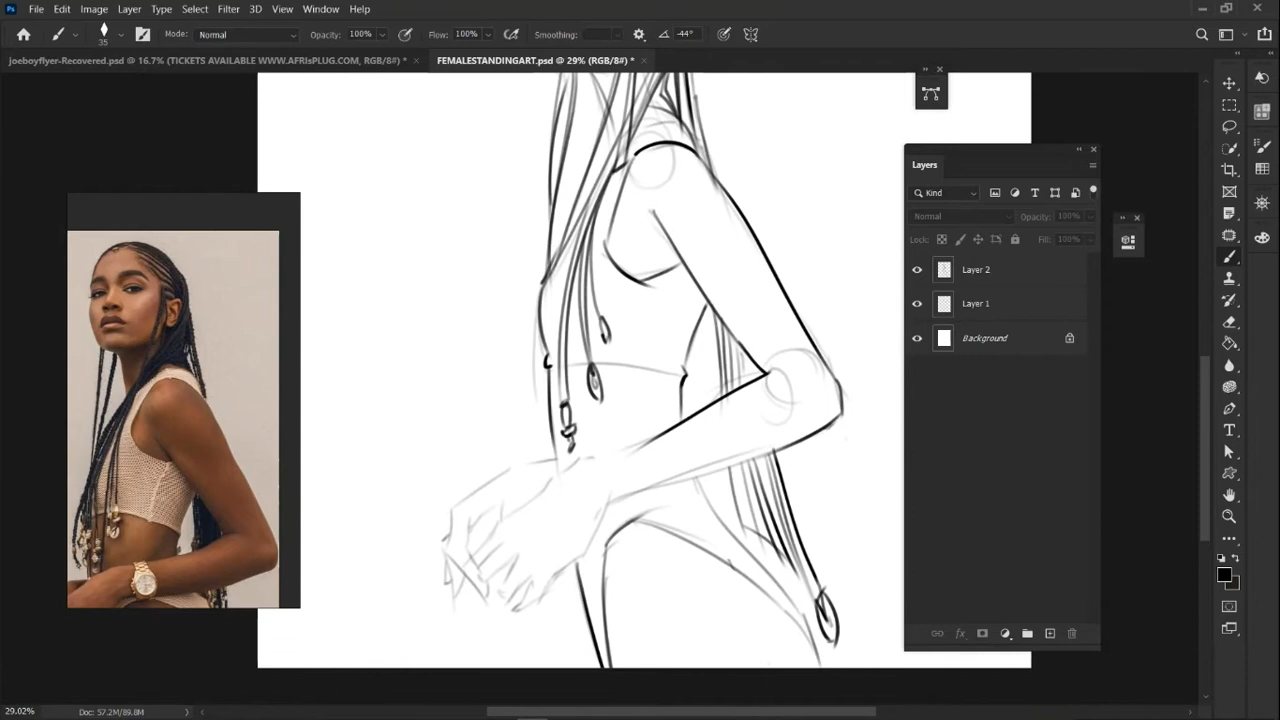 Ps File Edit Image Layer Type Select Filter 3D View Window Help
35 Mode: Normal Opacity: 100% Flow: 100% Smoothing: -44°
joeboyflyer-Recovered.psd @ 16.7% (TICKETS AVAILABLE WWW.AFRIsPLUG.COM, RGB/8#) * × FEMALESTANDINGART.psd @ 29% (RGB/8#) * ×
Layers
Kind
Normal Opacity: 100%
Lock: Fill: 100%
Layer 2
Layer 1
Background
29.02% Doc: 57.2M/89.8M